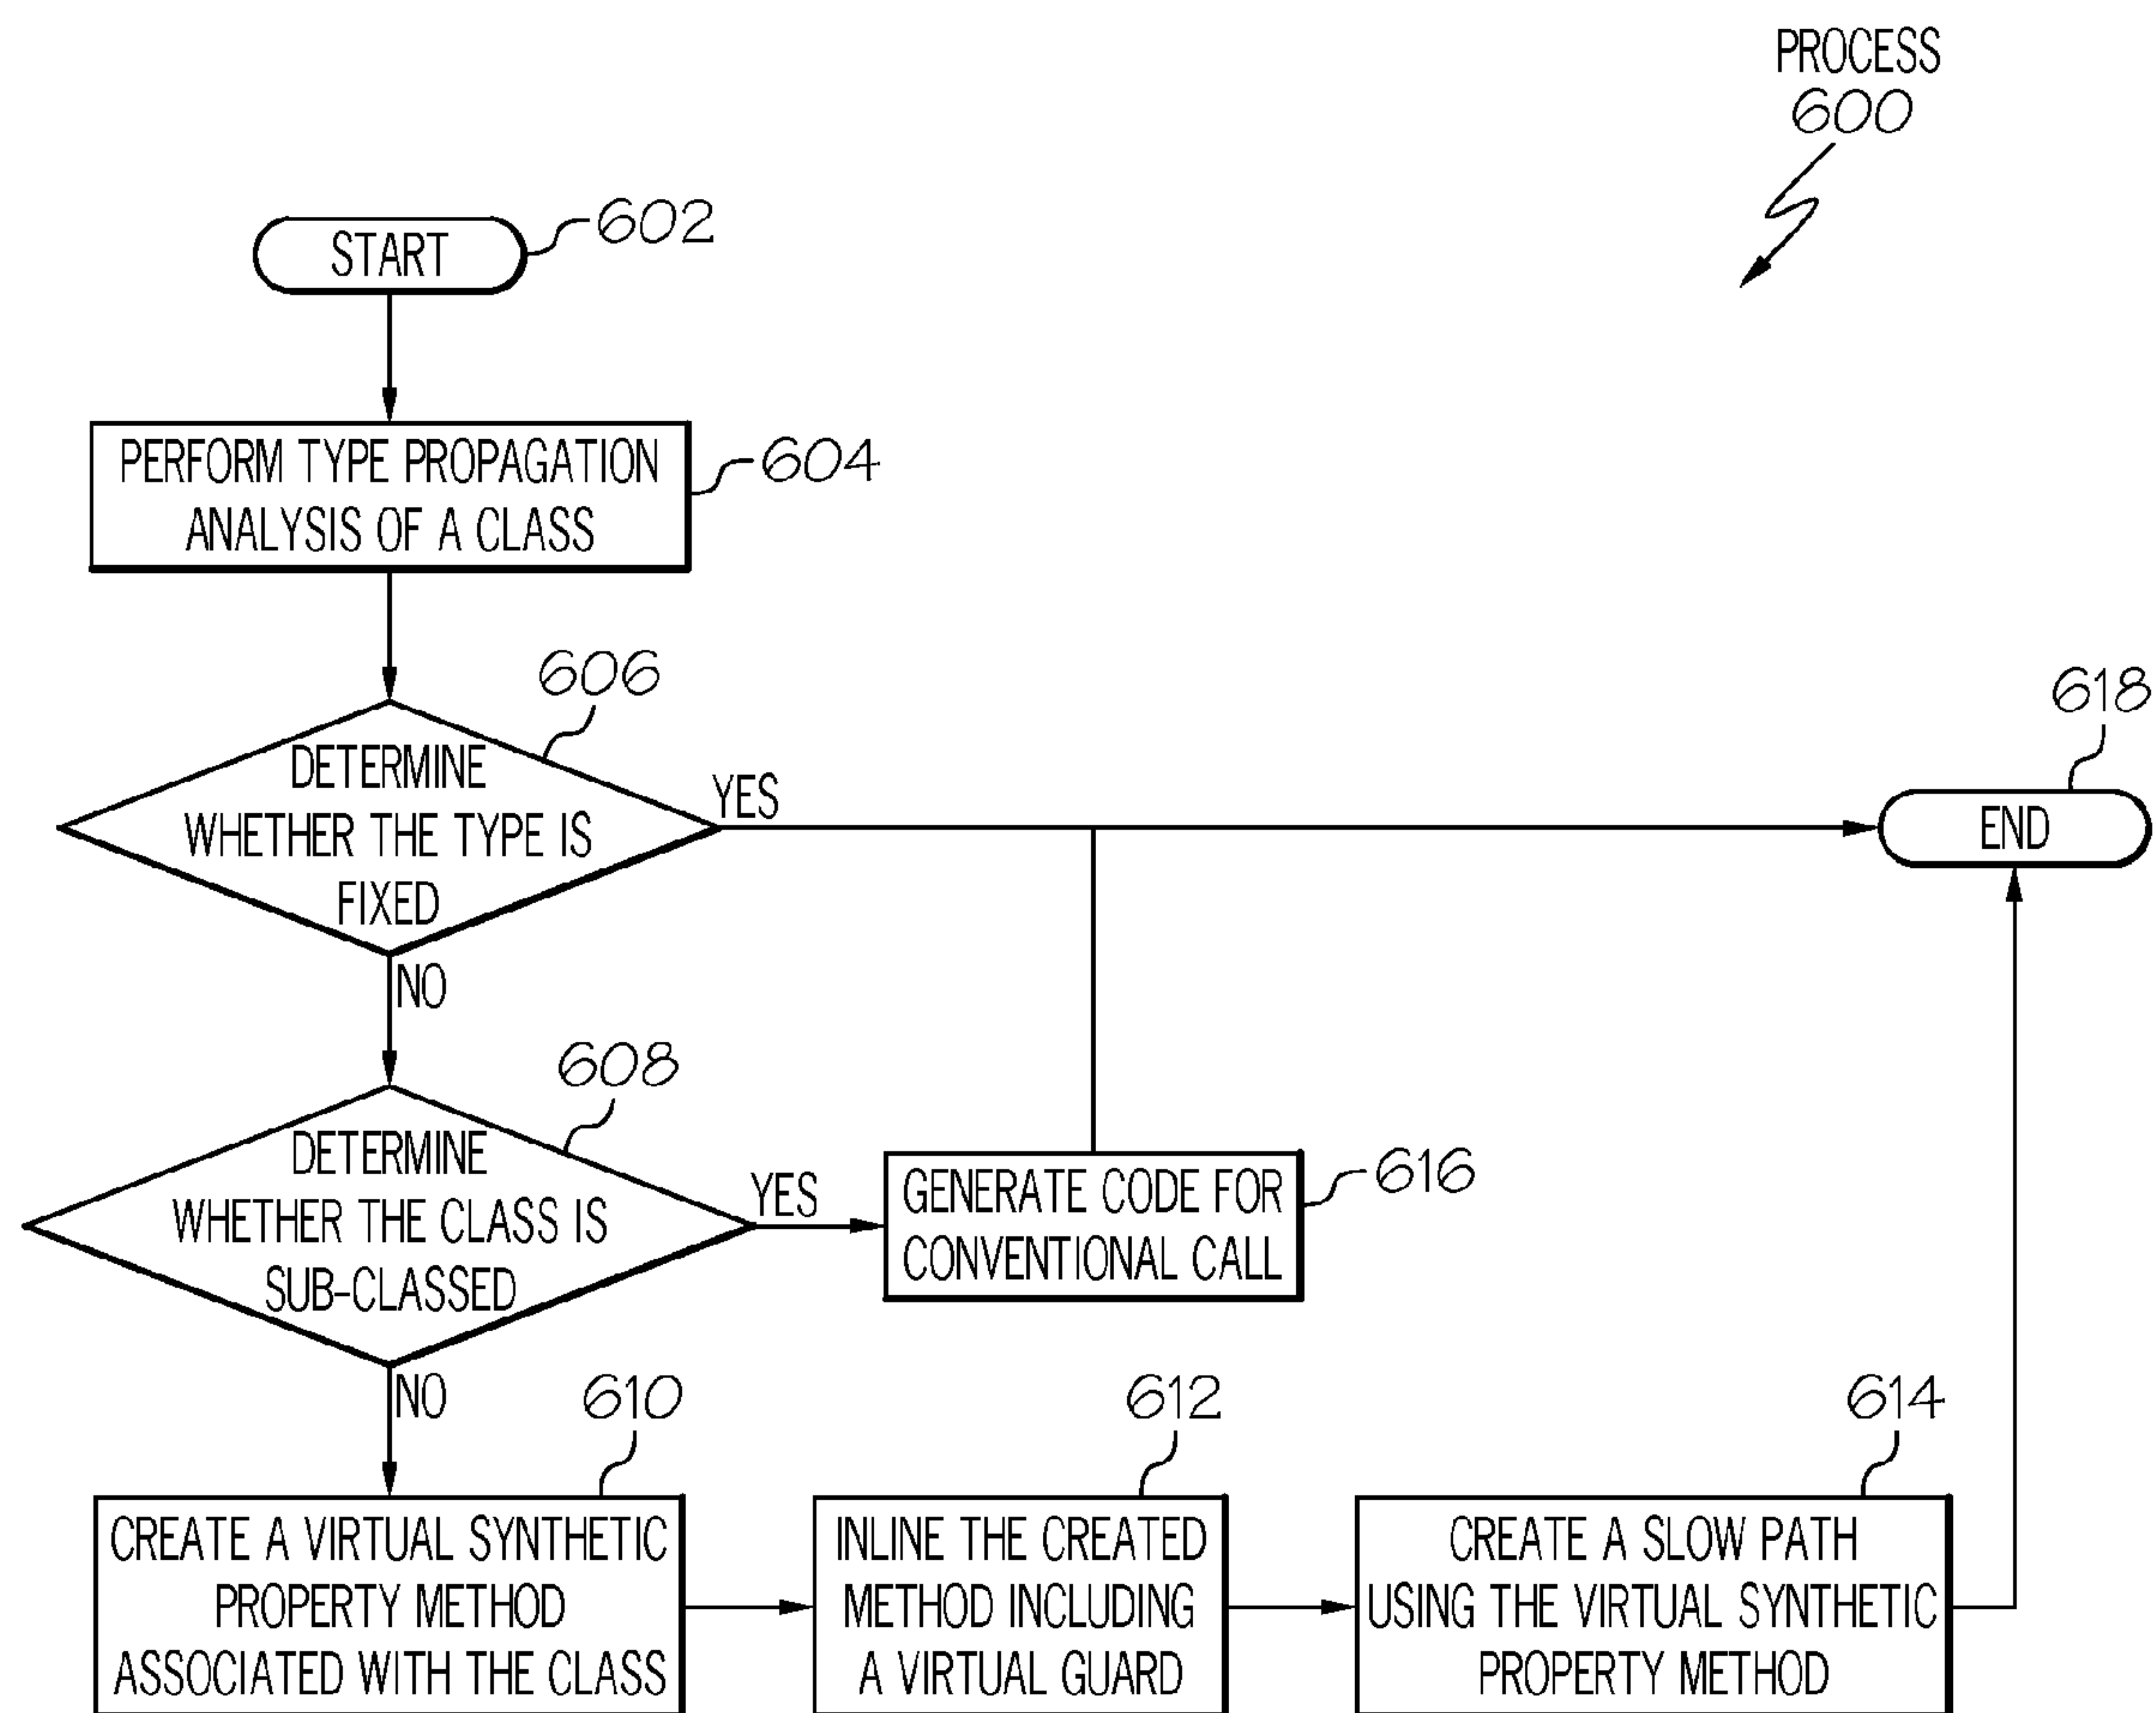 PROCESS
600
START
602
PERFORM TYPE PROPAGATION
ANALYSIS OF A CLASS
604
606
DETERMINE
WHETHER THE TYPE IS
FIXED
YES
NO
618
END
608
DETERMINE
WHETHER THE CLASS IS
SUB-CLASSED
YES
NO
GENERATE CODE FOR
CONVENTIONAL CALL
616
610
CREATE A VIRTUAL SYNTHETIC
PROPERTY METHOD
ASSOCIATED WITH THE CLASS
612
INLINE THE CREATED
METHOD INCLUDING
A VIRTUAL GUARD
614
CREATE A SLOW PATH
USING THE VIRTUAL SYNTHETIC
PROPERTY METHOD